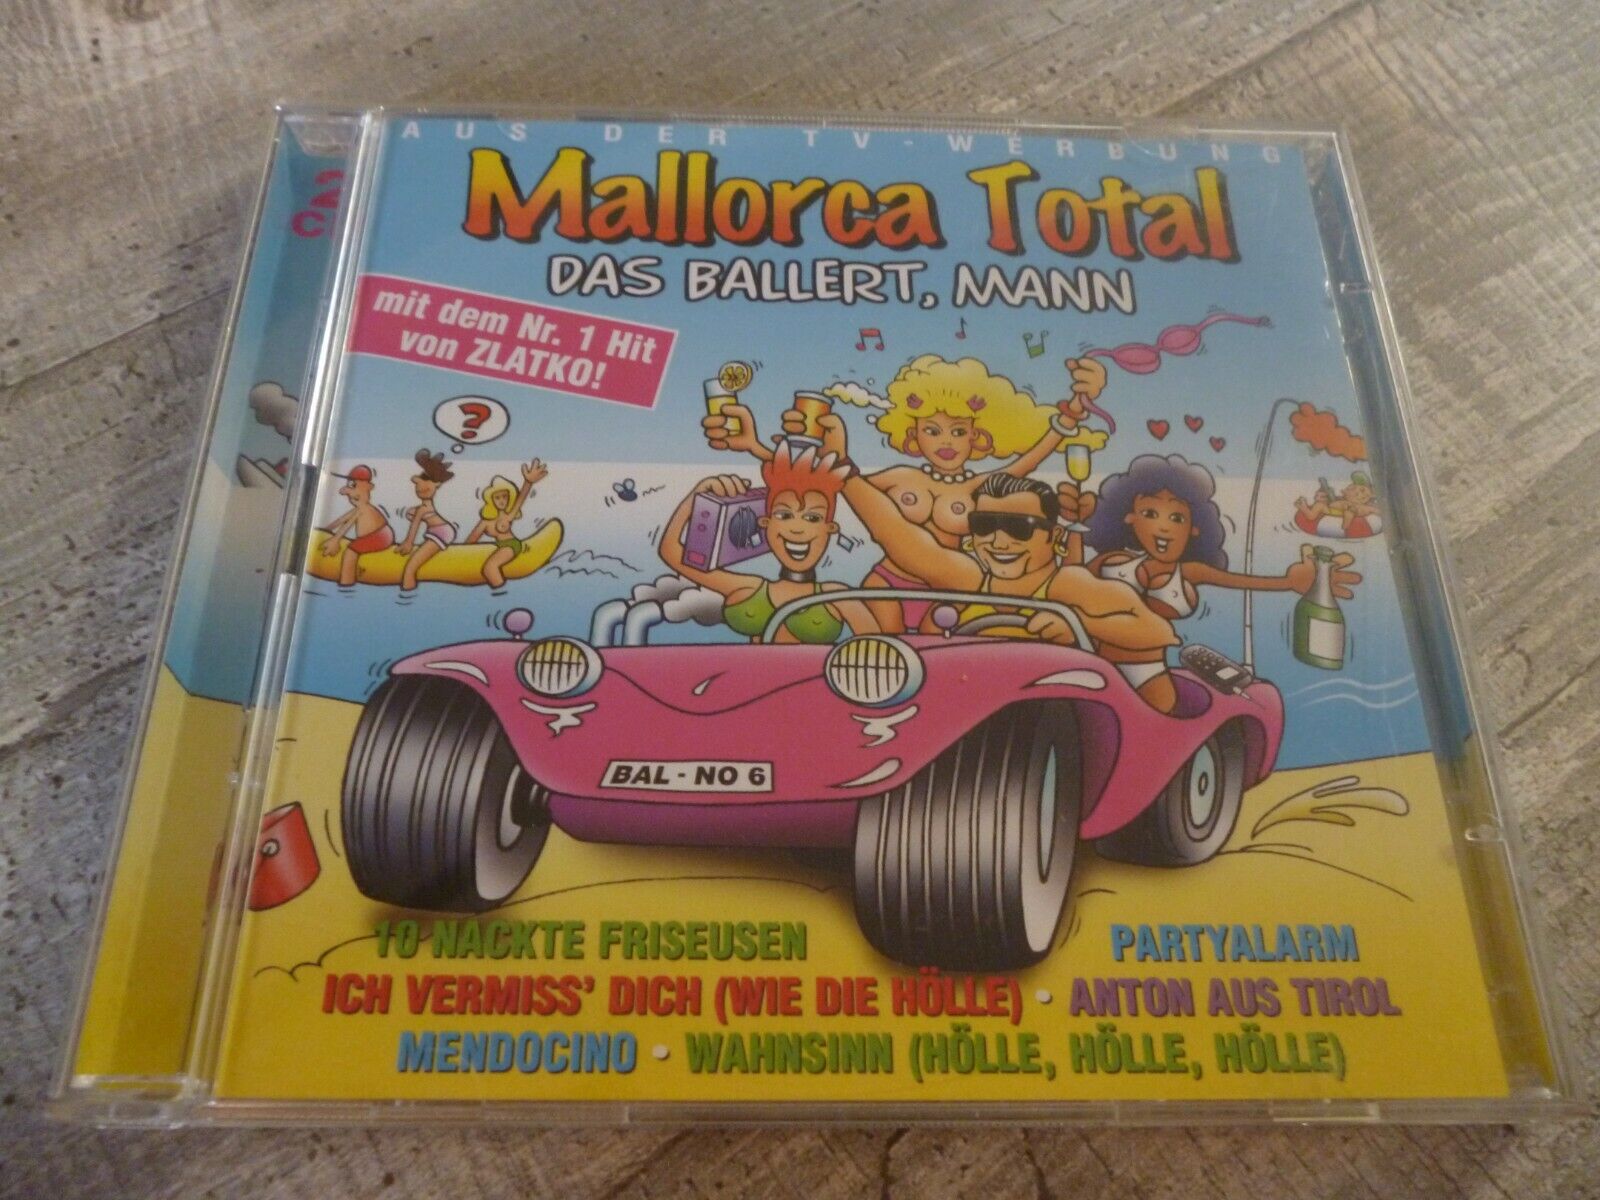 AUS DER TV-WERBUNG
Mallorca Total
DAS BALLERT, MANN
mit dem Nr. 1 Hit
von ZLATKO!
?
BAL - NO 6
10 NACKTE FRISEUSEN
PARTYALARM
ICH VERMISS' DICH (WIE DIE HÖLLE) • ANTON AUS TIROL
MENDOCINO • WAHNSINN (HÖLLE, HÖLLE, HÖLLE)